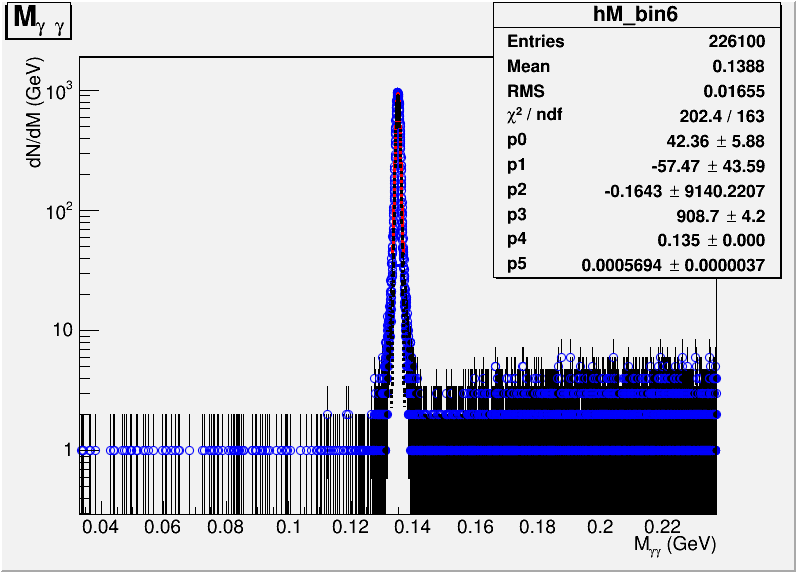 Mγ γ
hM_bin6
Entries 226100
Mean 0.1388
RMS 0.01655
χ² / ndf 202.4 / 163
p0 42.36 ± 5.88
p1 -57.47 ± 43.59
p2 -0.1643 ± 9140.2207
p3 908.7 ± 4.2
p4 0.135 ± 0.000
p5 0.0005694 ± 0.0000037
dN/dM (GeV)
10³
10²
10
1
0.04 0.06 0.08 0.1 0.12 0.14 0.16 0.18 0.2 0.22
Mγγ (GeV)